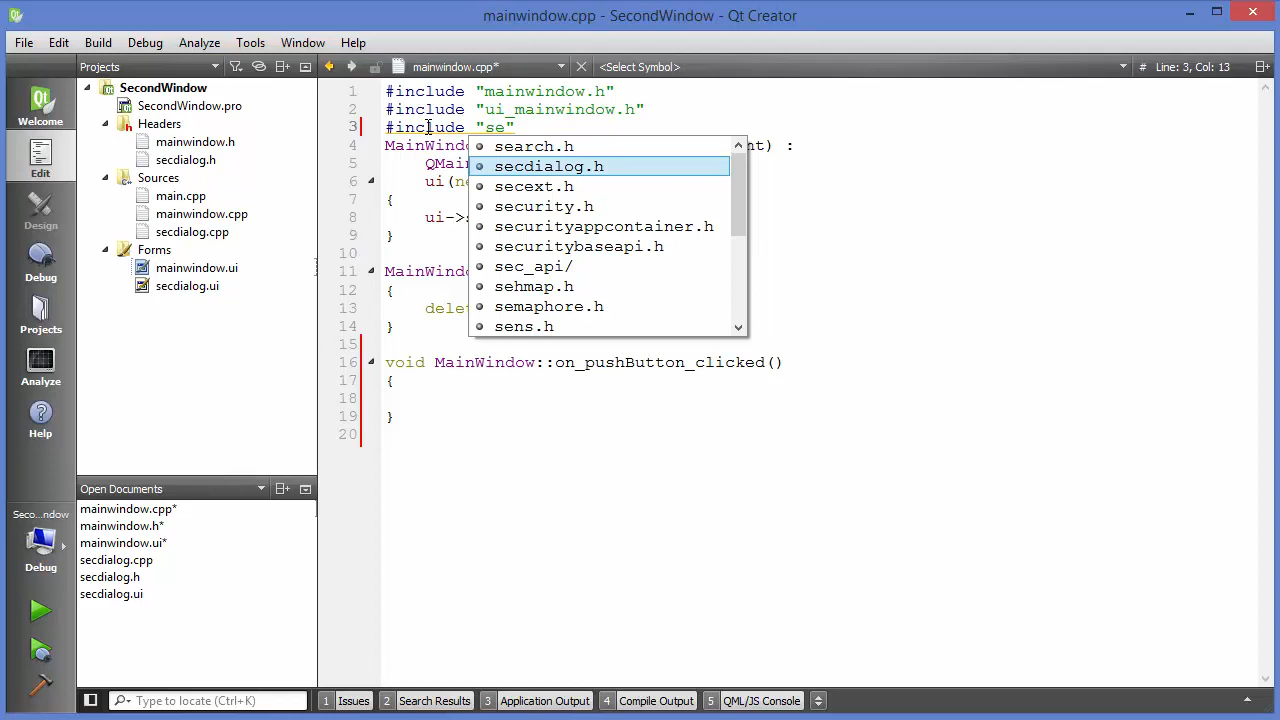 mainwindow.cpp - SecondWindow - Qt Creator
File Edit Build Debug Analyze Tools Window Help
Projects
mainwindow.cpp*
<Select Symbol>
# Line: 3, Col: 13
Welcome
Edit
Design
Debug
Projects
Analyze
Help
Seco...ndow
Debug
SecondWindow
SecondWindow.pro
Headers
mainwindow.h
secdialog.h
Sources
main.cpp
mainwindow.cpp
secdialog.cpp
Forms
mainwindow.ui
secdialog.ui
Open Documents
mainwindow.cpp*
mainwindow.h*
mainwindow.ui*
secdialog.cpp
secdialog.h
secdialog.ui
1 #include "mainwindow.h"
2 #include "ui_mainwindow.h"
3 #include "se"
4 MainWindo nt) :
5 QMai
6 ui(ne
7 {
8 ui->s
9 }
10
11 MainWindo
12 {
13 delet
14 }
15
16 void MainWindow::on_pushButton_clicked()
17 {
18
19 }
20
search.h
secdialog.h
secext.h
security.h
securityappcontainer.h
securitybaseapi.h
sec_api/
sehmap.h
semaphore.h
sens.h
Type to locate (Ctrl+K)
1 Issues 2 Search Results 3 Application Output 4 Compile Output 5 QML/JS Console